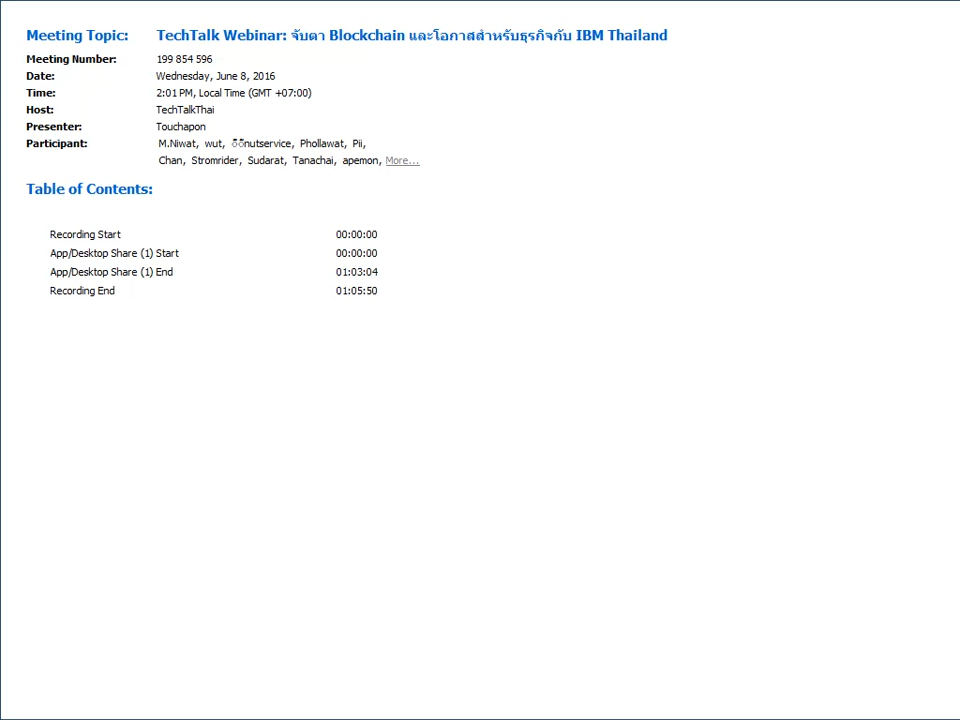 Meeting Topic: TechTalk Webinar: จับตา Blockchain และโอกาสสำหรับธุรกิจกับ IBM Thailand
Meeting Number: 199 854 596
Date: Wednesday, June 8, 2016
Time: 2:01 PM, Local Time (GMT +07:00)
Host: TechTalkThai
Presenter: Touchapon
Participant: M.Niwat, wut, nutservice, Phollawat, Pii,
Chan, Stromrider, Sudarat, Tanachai, apemon, More...
Table of Contents:
Recording Start 00:00:00
App/Desktop Share (1) Start 00:00:00
App/Desktop Share (1) End 01:03:04
Recording End 01:05:50